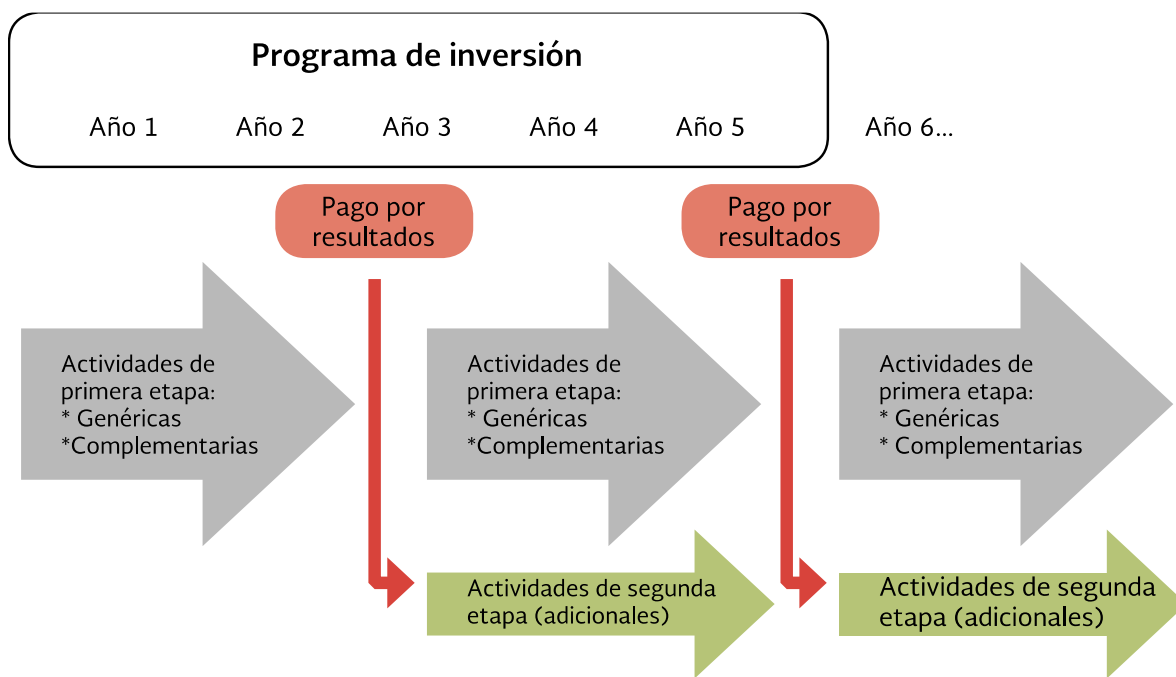 Programa de inversión
Año 1 Año 2 Año 3 Año 4 Año 5 Año 6...
Pago por
resultados
Pago por
resultados
Actividades de
primera etapa:
* Genéricas
*Complementarias
Actividades de
primera etapa:
* Genéricas
*Complementarias
Actividades de
primera etapa:
* Genéricas
* Complementarias
Actividades de segunda
etapa (adicionales)
Actividades de segunda
etapa (adicionales)